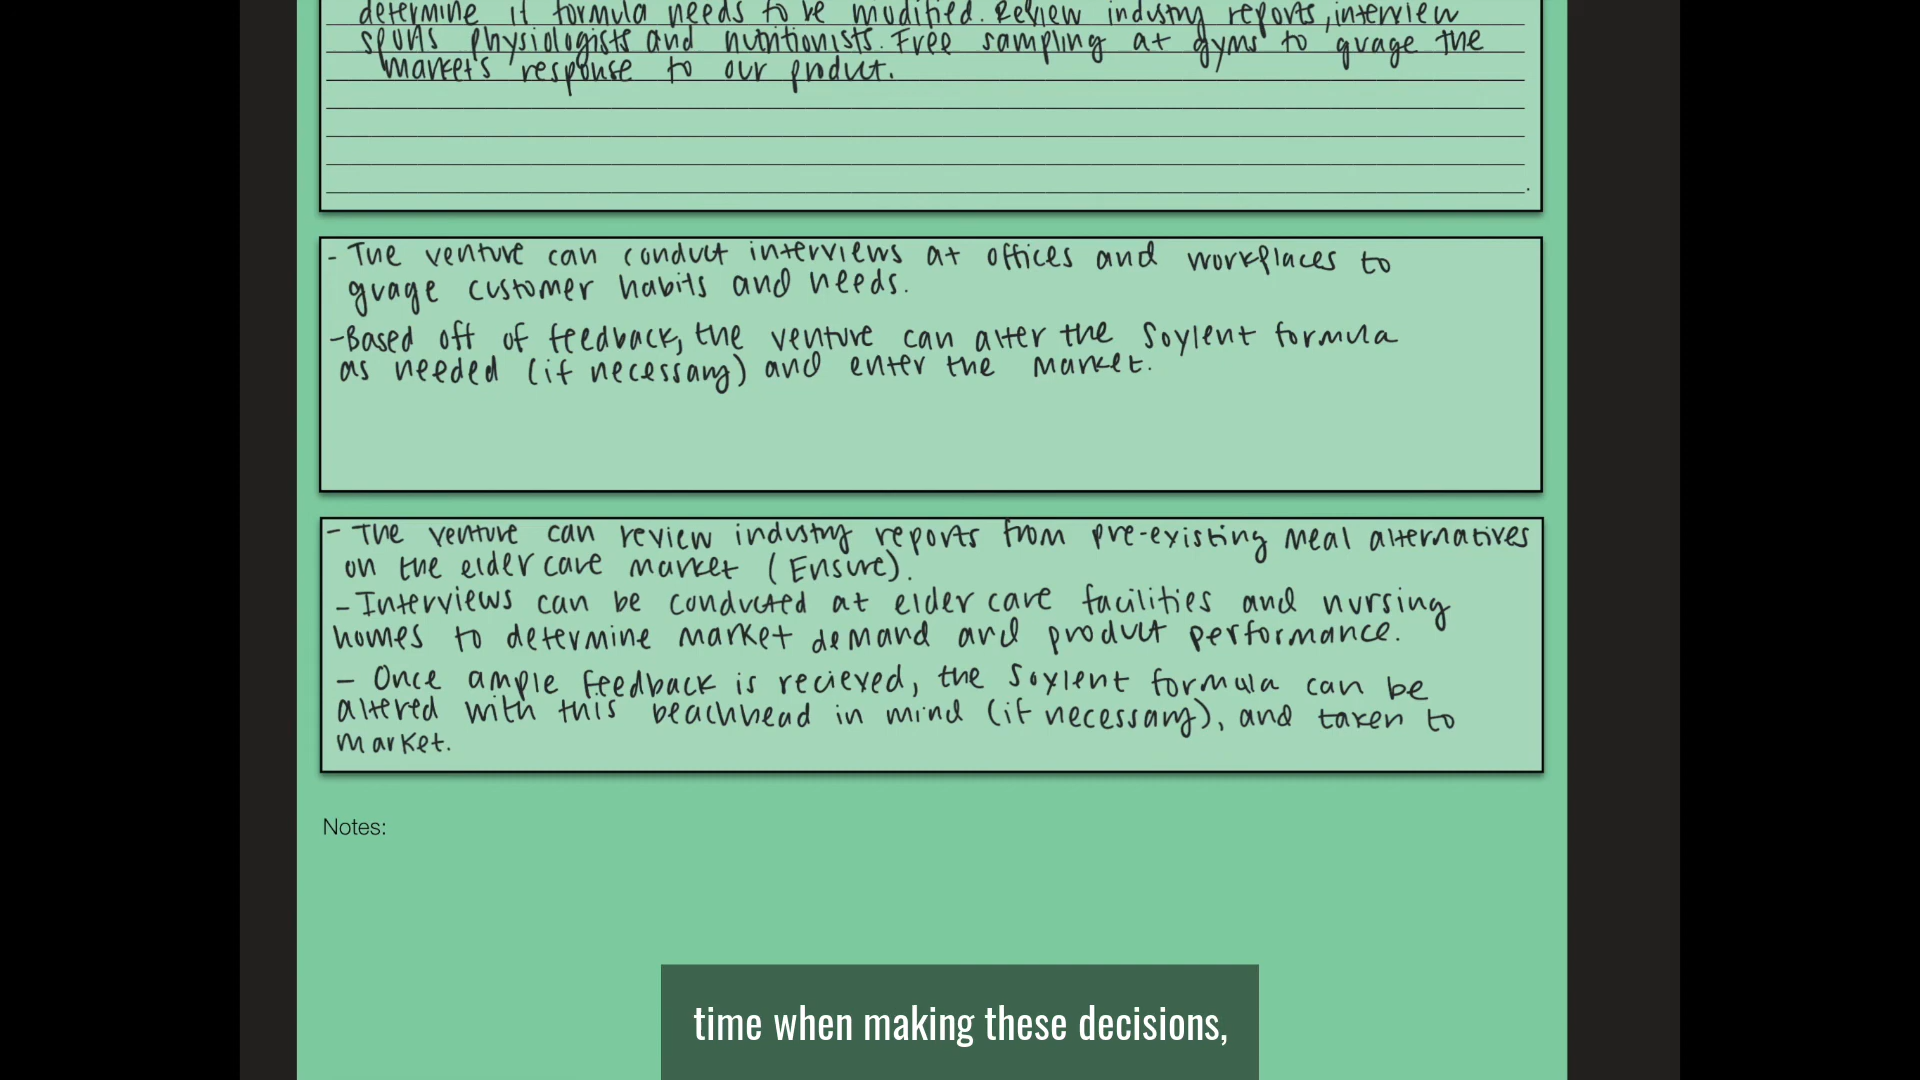 determine if formula needs to be modified. Review industry reports, interview
sports physiologists and nutritionists. Free sampling at gyms to guage the
market's response to our product.
- The venture can conduct interviews at offices and workplaces to
guage customer habits and needs.
- Based off of feedback, the venture can alter the Soylent formula
as needed (if necessary) and enter the market.
- The venture can review industry reports from pre-existing meal alternatives
on the elder care market (Ensure).
- Interviews can be conducted at elder care facilities and nursing
homes to determine market demand and product performance.
- Once ample feedback is recieved, the Soylent formula can be
altered with this beachhead in mind (if necessary), and taken to
market.
Notes:
time when making these decisions,